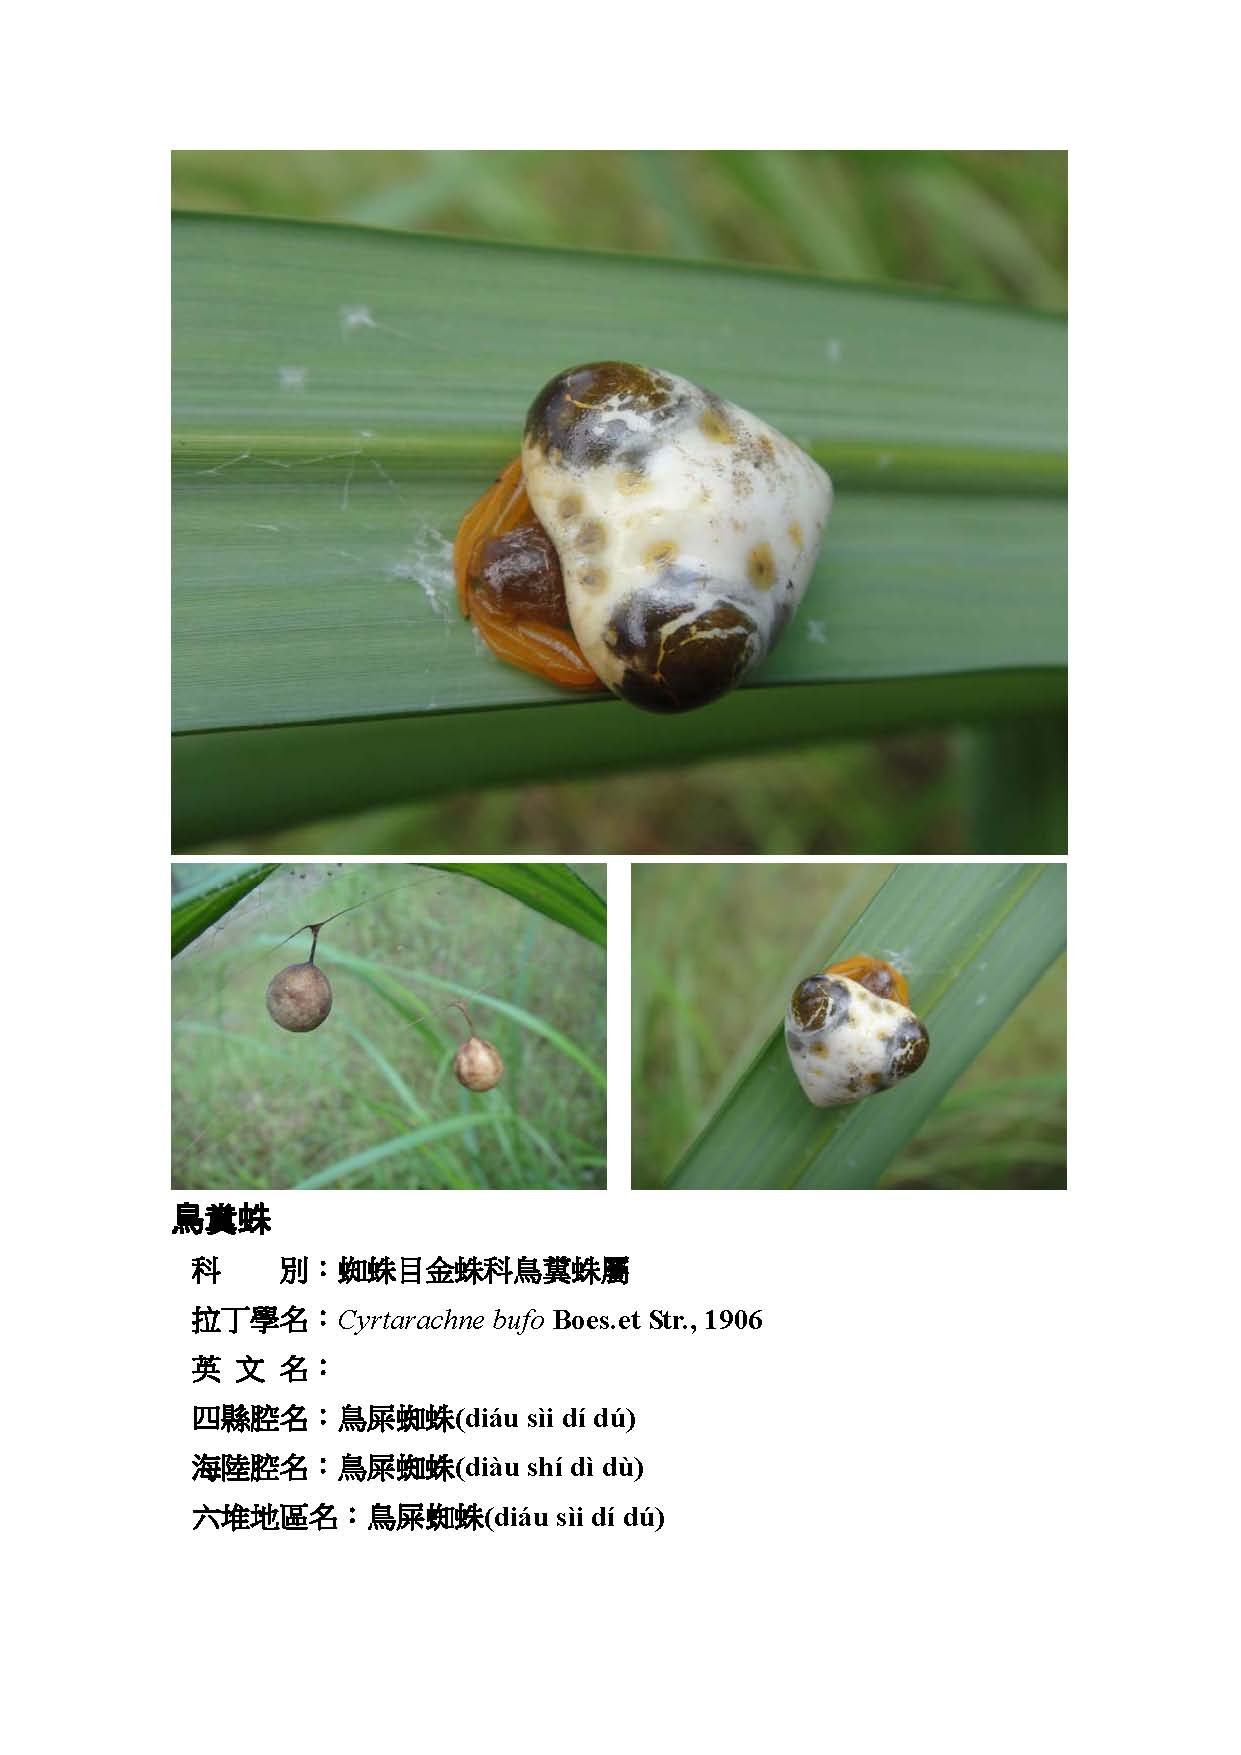 鳥糞蛛
科　　別：蜘蛛目金蛛科鳥糞蛛屬
拉丁學名：Cyrtarachne bufo Boes.et Str., 1906
英 文 名：
四縣腔名：鳥屎蜘蛛(diáu sìi dí dú)
海陸腔名：鳥屎蜘蛛(diàu shí dì dù)
六堆地區名：鳥屎蜘蛛(diáu sìi dí dú)